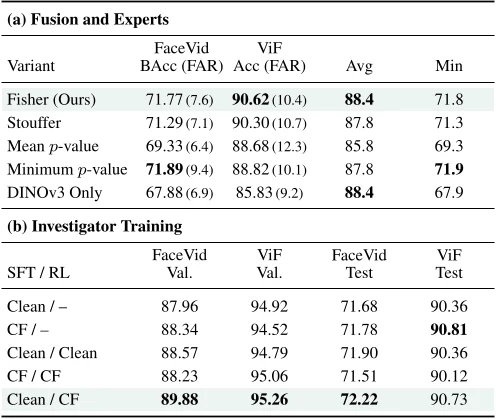 (a) Fusion and Experts
FaceVid ViF
Variant BAcc (FAR) Acc (FAR) Avg Min
Fisher (Ours) 71.77 (7.6) 90.62 (10.4) 88.4 71.8
Stouffer 71.29 (7.1) 90.30 (10.7) 87.8 71.3
Mean p-value 69.33 (6.4) 88.68 (12.3) 85.8 69.3
Minimum p-value 71.89 (9.4) 88.82 (10.1) 87.8 71.9
DINOv3 Only 67.88 (6.9) 85.83 (9.2) 88.4 67.9
(b) Investigator Training
FaceVid ViF FaceVid ViF
SFT / RL Val. Val. Test Test
Clean / – 87.96 94.92 71.68 90.36
CF / – 88.34 94.52 71.78 90.81
Clean / Clean 88.57 94.79 71.90 90.36
CF / CF 88.23 95.06 71.51 90.12
Clean / CF 89.88 95.26 72.22 90.73